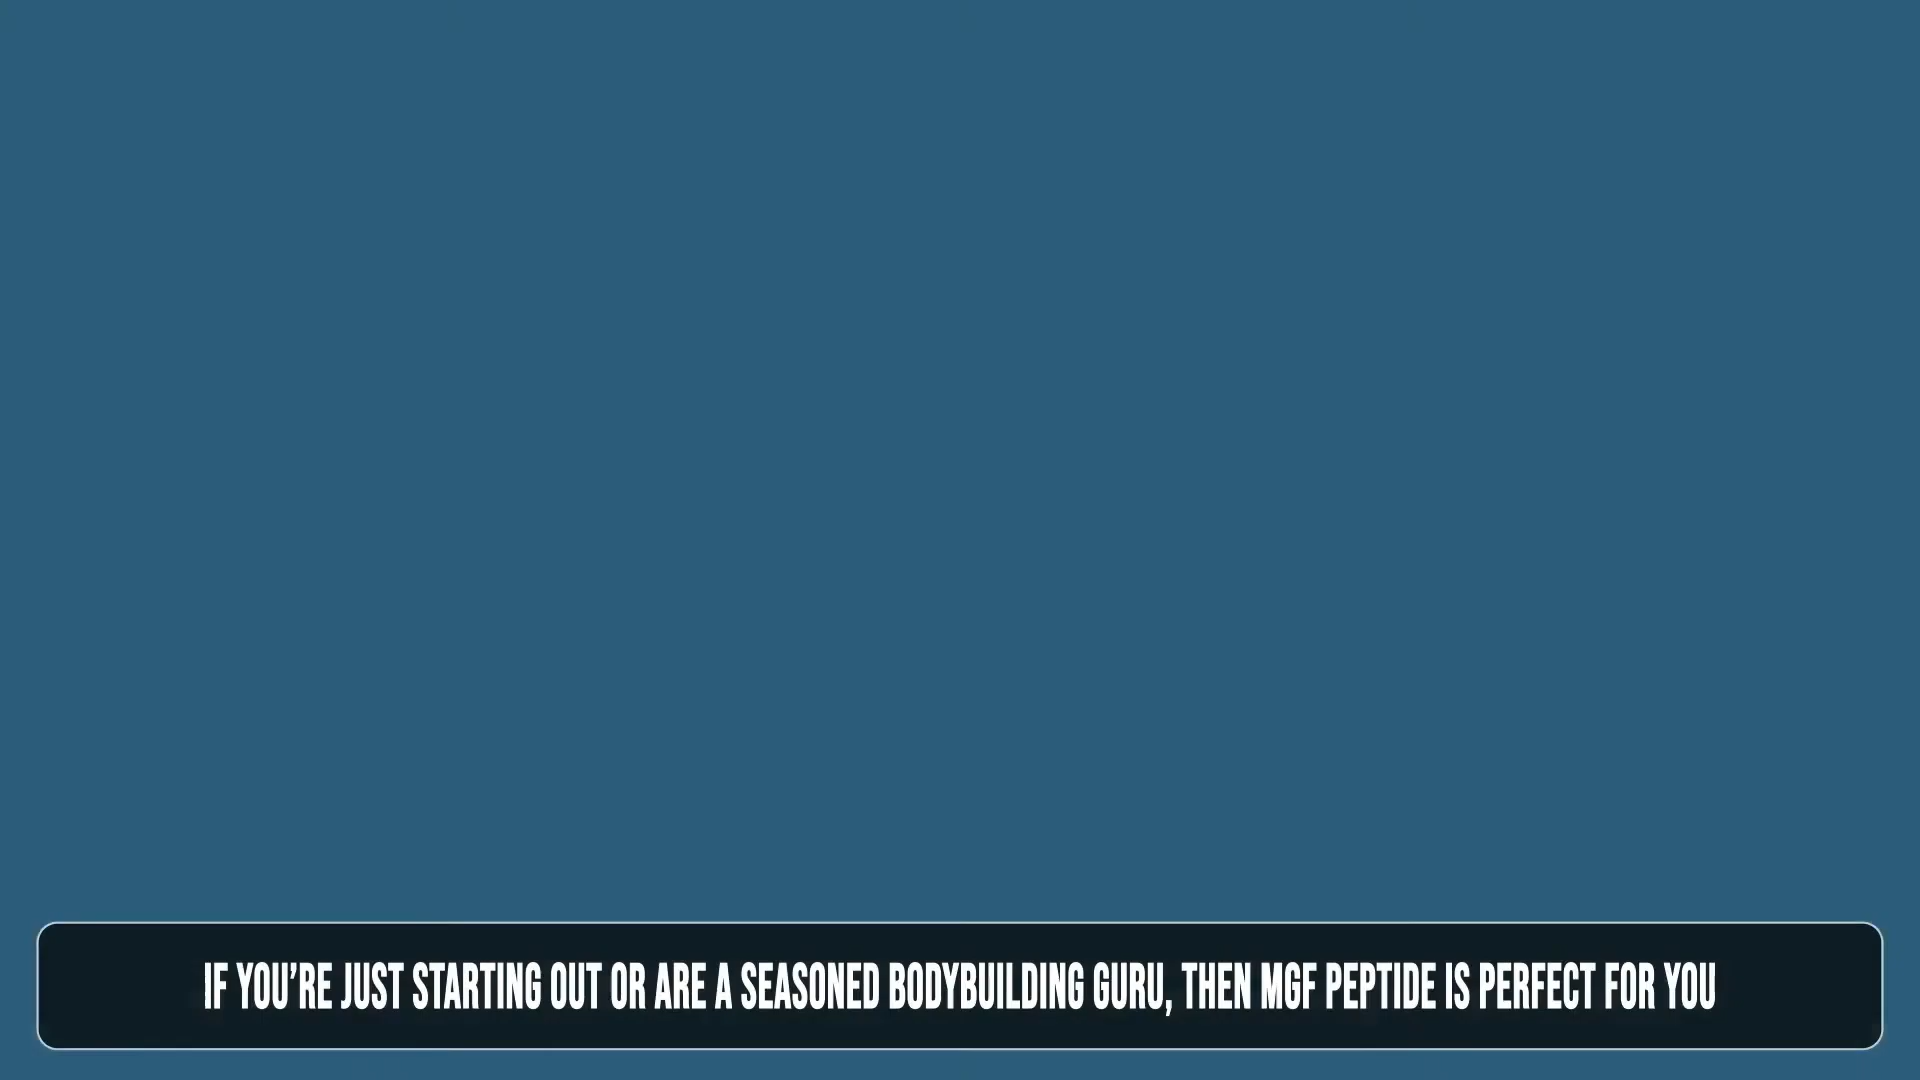 IF YOU’RE JUST STARTING OUT OR ARE A SEASONED BODYBUILDING GURU, THEN MGF PEPTIDE IS PERFECT FOR YOU